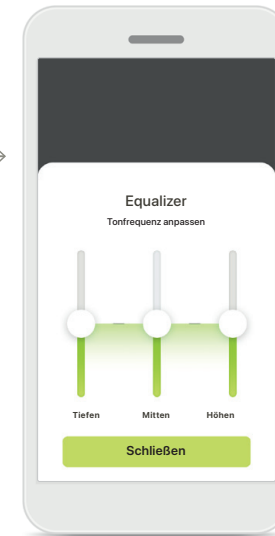 Equalizer
Tonfrequenz anpassen
Tiefen Mitten Höhen
Schließen